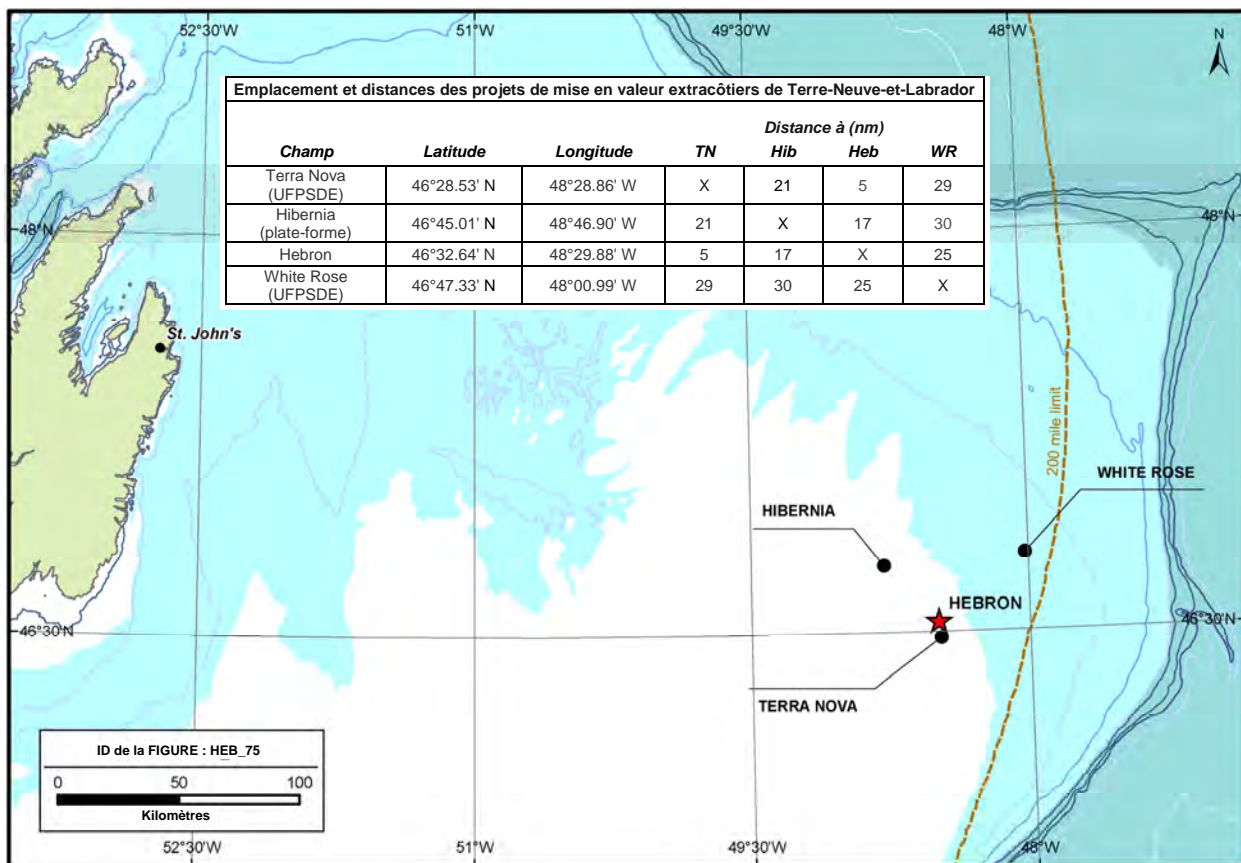 52°30'W 51°W 49°30'W 48°W
N
Emplacement et distances des projets de mise en valeur extracôtiers de Terre-Neuve-et-Labrador
Distance à (nm)
Champ Latitude Longitude TN Hib Heb WR
Terra Nova
(UFPSDE) 46°28.53' N 48°28.86' W X 21 5 29
Hibernia
(plate-forme) 46°45.01' N 48°46.90' W 21 X 17 30
Hebron 46°32.64' N 48°29.88' W 5 17 X 25
White Rose
(UFPSDE) 46°47.33' N 48°00.99' W 29 30 25 X
48°N 48°N
St. John's
200 mile limit
WHITE ROSE
HIBERNIA
HEBRON
46°30'N 46°30'N
TERRA NOVA
ID de la FIGURE : HEB_75
0 50 100
Kilomètres
52°30'W 51°W 49°30'W 48°W